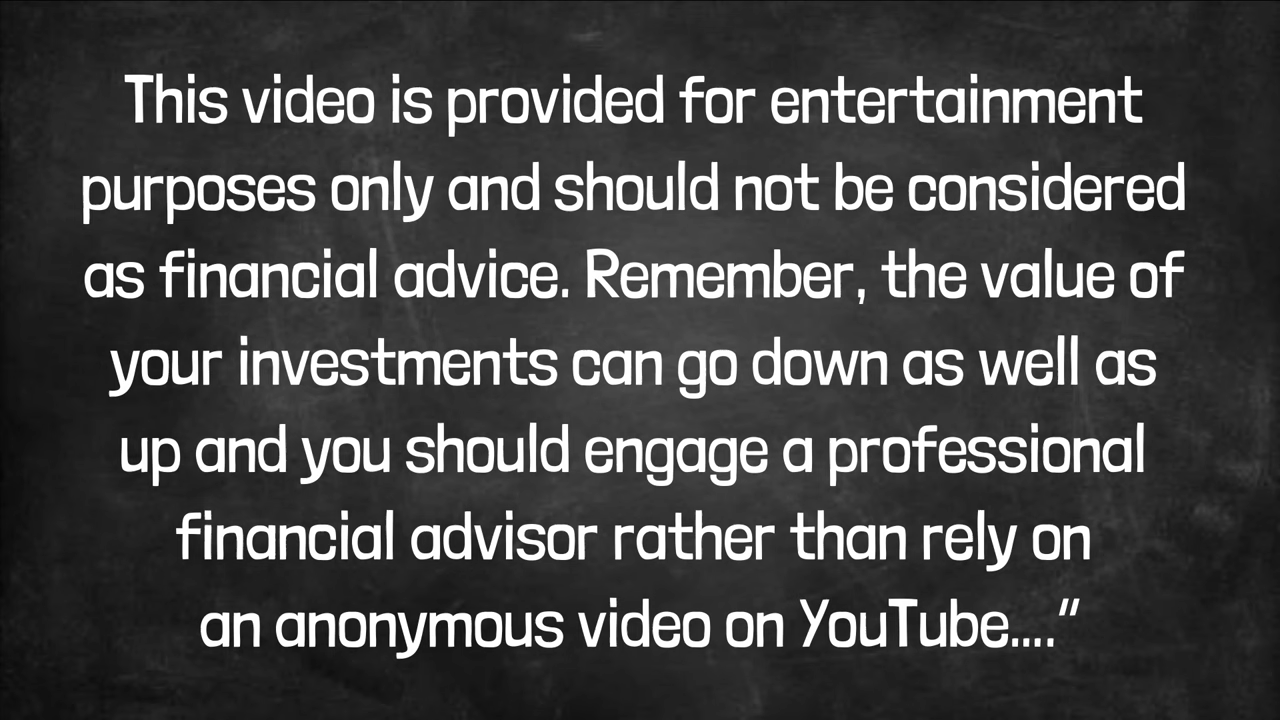 This video is provided for entertainment
purposes only and should not be considered
as financial advice. Remember, the value of
your investments can go down as well as
up and you should engage a professional
financial advisor rather than rely on
an anonymous video on YouTube....”